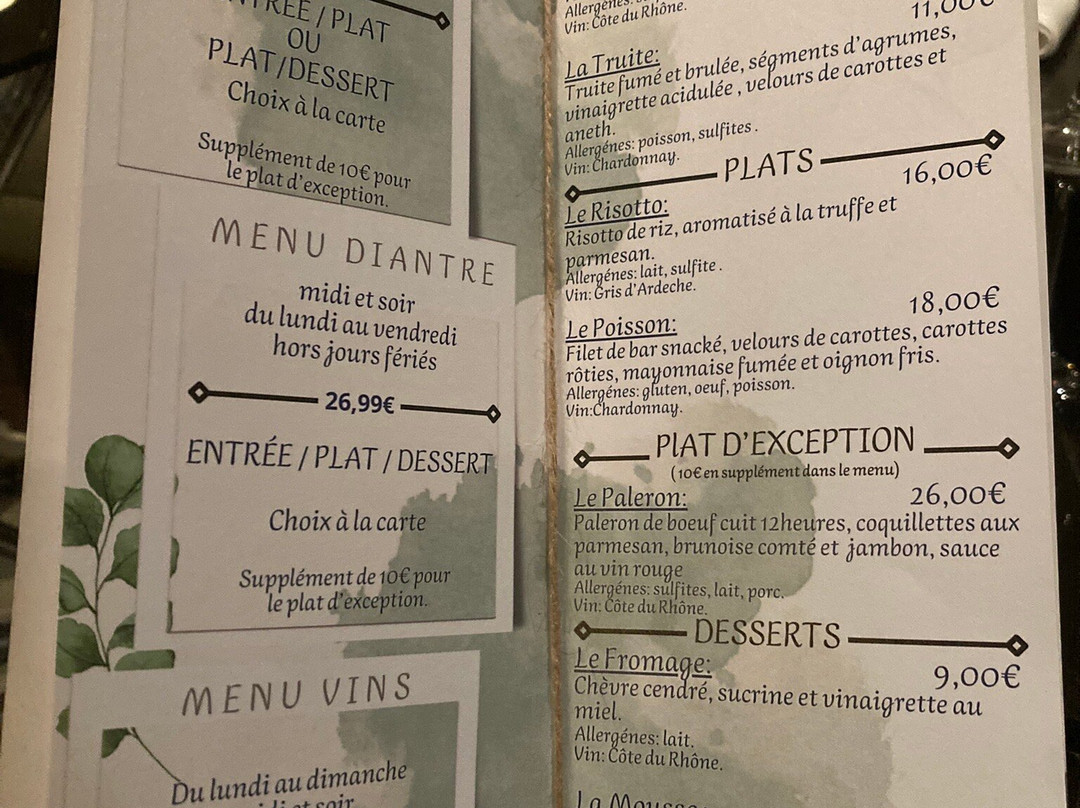 ENTRÉE / PLAT
OU
PLAT/DESSERT
Choix à la carte
Supplément de 10€ pour
le plat d'exception.
MENU DIANTRE
midi et soir
du lundi au vendredi
hors jours fériés
26,99€
ENTRÉE / PLAT / DESSERT
Choix à la carte
Supplément de 10€ pour
le plat d'exception.
MENU VINS
Du lundi au dimanche
midi et soir
Allergénes:
Vin: Côte du Rhône.
11,00€
La Truite:
Truite fumé et brulée, ségments d'agrumes,
vinaigrette acidulée , velours de carottes et
aneth.
Allergénes: poisson, sulfites .
Vin: Chardonnay.
PLATS
16,00€
Le Risotto:
Risotto de riz, aromatisé à la truffe et
parmesan.
Allergénes: lait, sulfite .
Vin: Gris d'Ardeche.
18,00€
Le Poisson:
Filet de bar snacké, velours de carottes, carottes
rôties, mayonnaise fumée et oignon fris.
Allergénes: gluten, oeuf, poisson.
Vin:Chardonnay.
PlAT D'EXCEPTION
(10€ en supplément dans le menu)
Le Paleron: 26,00€
Paleron de boeuf cuit 12heures, coquillettes aux
parmesan, brunoise comté et jambon, sauce
au vin rouge
Allergénes: sulfites, lait, porc.
Vin: Côte du Rhône.
DESSERTS
Le Fromage: 9,00€
Chèvre cendré, sucrine et vinaigrette au
miel.
Allergénes: lait.
Vin: Côte du Rhône.
La Mousse